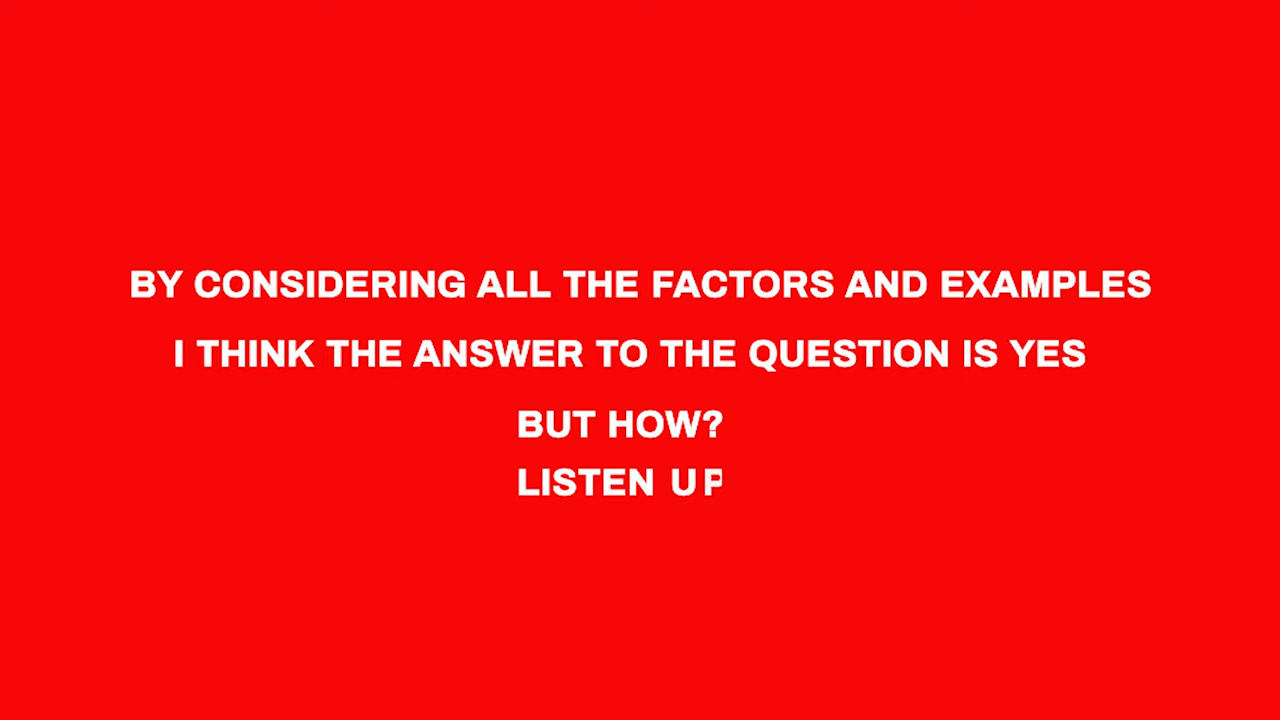 BY CONSIDERING ALL THE FACTORS AND EXAMPLES
I THINK THE ANSWER TO THE QUESTION IS YES
BUT HOW?
LISTEN UP